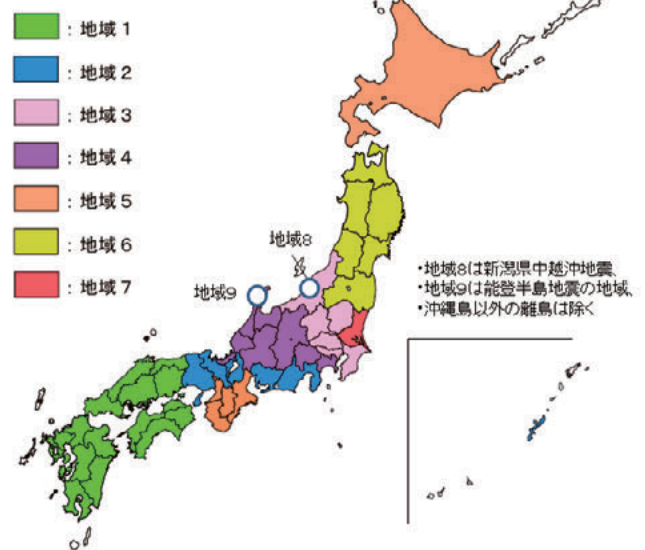 ：地域1
：地域2
：地域3
：地域4
：地域5
：地域6
：地域7
地域8
地域9
・地域8は新潟県中越沖地震、
・地域9は能登半島地震の地域、
・沖縄島以外の離島は除く